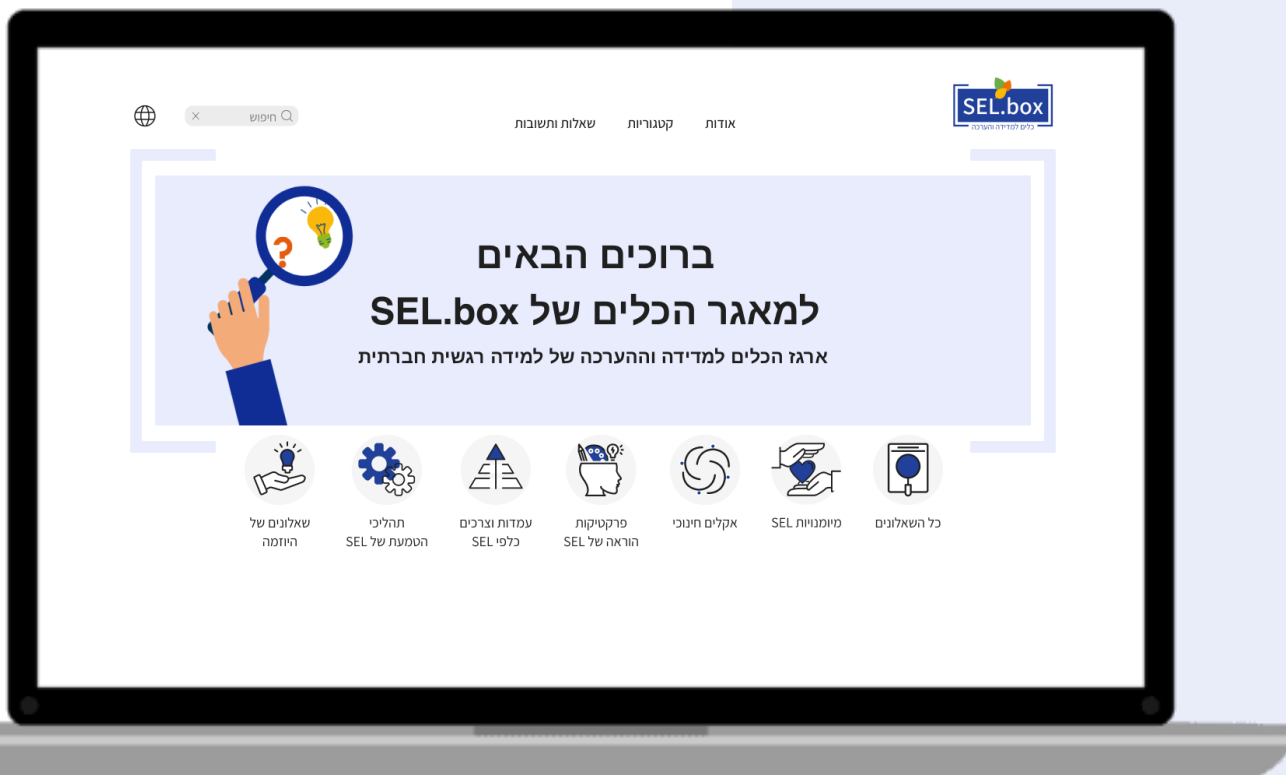 SEL.box
כלים למדידה והערכה
אודות
קטגוריות
שאלות ותשובות
חיפוש
ברוכים הבאים
למאגר הכלים של SEL.box
ארגז הכלים למדידה וההערכה של למידה רגשית חברתית
כל השאלונים
מיומנויות SEL
אקלים חינוכי
פרקטיקות
הוראה של SEL
עמדות וצרכים
כלפי SEL
תהליכי
הטמעת של SEL
שאלונים של
היוזמה